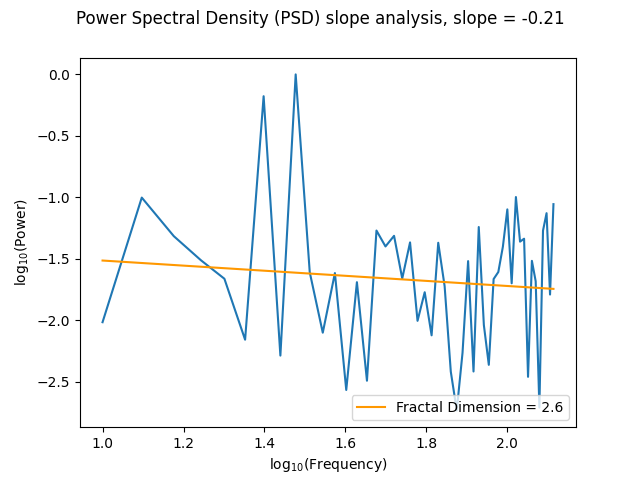 Power Spectral Density (PSD) slope analysis, slope = -0.21
0.0
−0.5
−1.0
−1.5
−2.0
−2.5
log₁₀(Power)
Fractal Dimension = 2.6
1.0 1.2 1.4 1.6 1.8 2.0
log₁₀(Frequency)